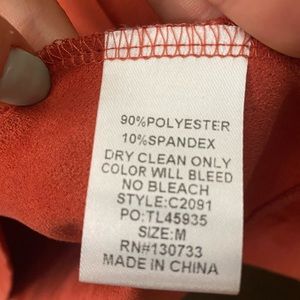 90%POLYESTER
10%SPANDEX
DRY CLEAN ONLY
COLOR WILL BLEED
NO BLEACH
STYLE:C2091
PO:TL45935
SIZE:M
RN#130733
MADE IN CHINA